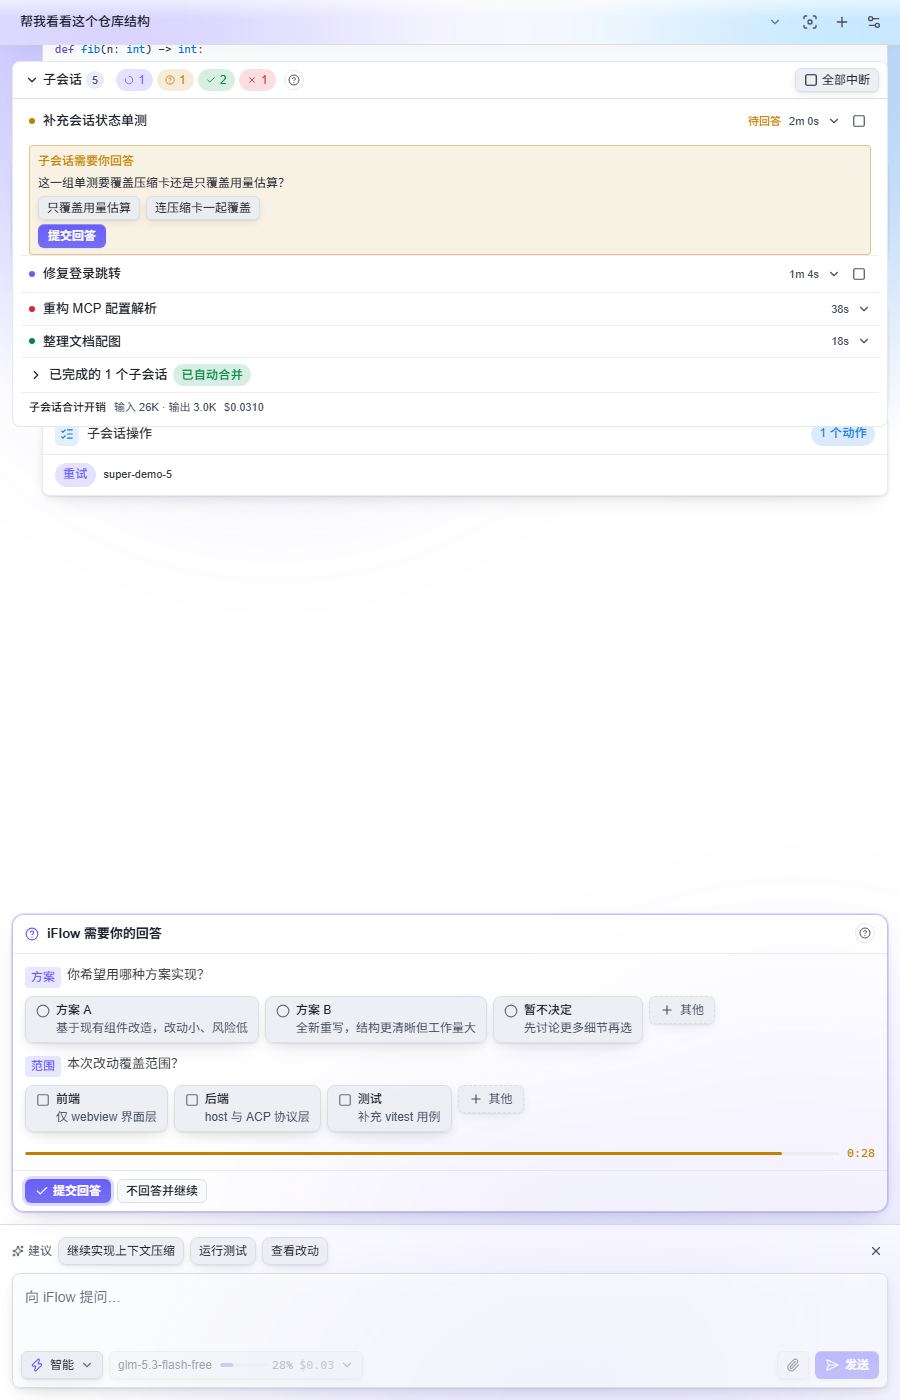 帮我看看这个仓库结构
def fib(n: int) -> int:
子会话 5 1 1 2 1 全部中断
补充会话状态单测 待回答 2m 0s
子会话需要你回答
这一组单测要覆盖压缩卡还是只覆盖用量估算?
只覆盖用量估算 连压缩卡一起覆盖
提交回答
修复登录跳转 1m 4s
重构 MCP 配置解析 38s
整理文档配图 18s
已完成的 1 个子会话 已自动合并
子会话合计开销 输入 26K · 输出 3.0K $0.0310
子会话操作 1 个动作
重试 super-demo-5
iFlow 需要你的回答
方案 你希望用哪种方案实现?
方案 A 方案 B 暂不决定 其他
基于现有组件改造，改动小、风险低 全新重写，结构更清晰但工作量大 先讨论更多细节再选
范围 本次改动覆盖范围?
前端 后端 测试 其他
仅 webview 界面层 host 与 ACP 协议层 补充 vitest 用例
0:28
提交回答 不回答并继续
建议 继续实现上下文压缩 运行测试 查看改动
向 iFlow 提问…
智能 glm-5.3-flash-free 28% $0.03 发送